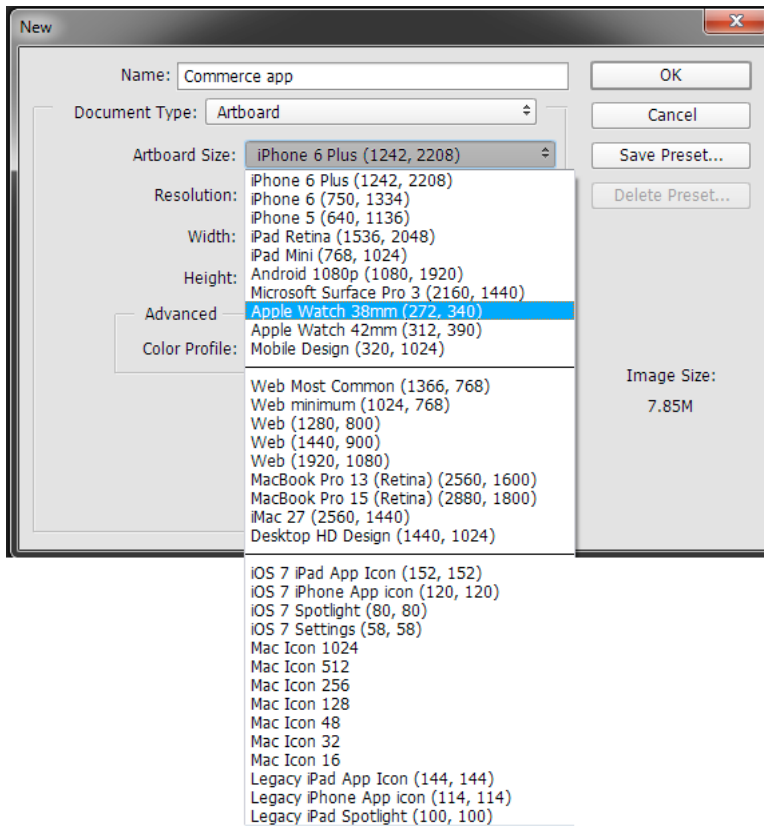 New
Name: Commerce app
OK
Document Type: Artboard
Cancel
Artboard Size: iPhone 6 Plus (1242, 2208)
Save Preset...
Resolution:
Delete Preset...
Width:
Height:
Advanced
Color Profile:
Image Size:
7.85M
iPhone 6 Plus (1242, 2208)
iPhone 6 (750, 1334)
iPhone 5 (640, 1136)
iPad Retina (1536, 2048)
iPad Mini (768, 1024)
Android 1080p (1080, 1920)
Microsoft Surface Pro 3 (2160, 1440)
Apple Watch 38mm (272, 340)
Apple Watch 42mm (312, 390)
Mobile Design (320, 1024)
Web Most Common (1366, 768)
Web minimum (1024, 768)
Web (1280, 800)
Web (1440, 900)
Web (1920, 1080)
MacBook Pro 13 (Retina) (2560, 1600)
MacBook Pro 15 (Retina) (2880, 1800)
iMac 27 (2560, 1440)
Desktop HD Design (1440, 1024)
iOS 7 iPad App Icon (152, 152)
iOS 7 iPhone App icon (120, 120)
iOS 7 Spotlight (80, 80)
iOS 7 Settings (58, 58)
Mac Icon 1024
Mac Icon 512
Mac Icon 256
Mac Icon 128
Mac Icon 48
Mac Icon 32
Mac Icon 16
Legacy iPad App Icon (144, 144)
Legacy iPhone App icon (114, 114)
Legacy iPad Spotlight (100, 100)